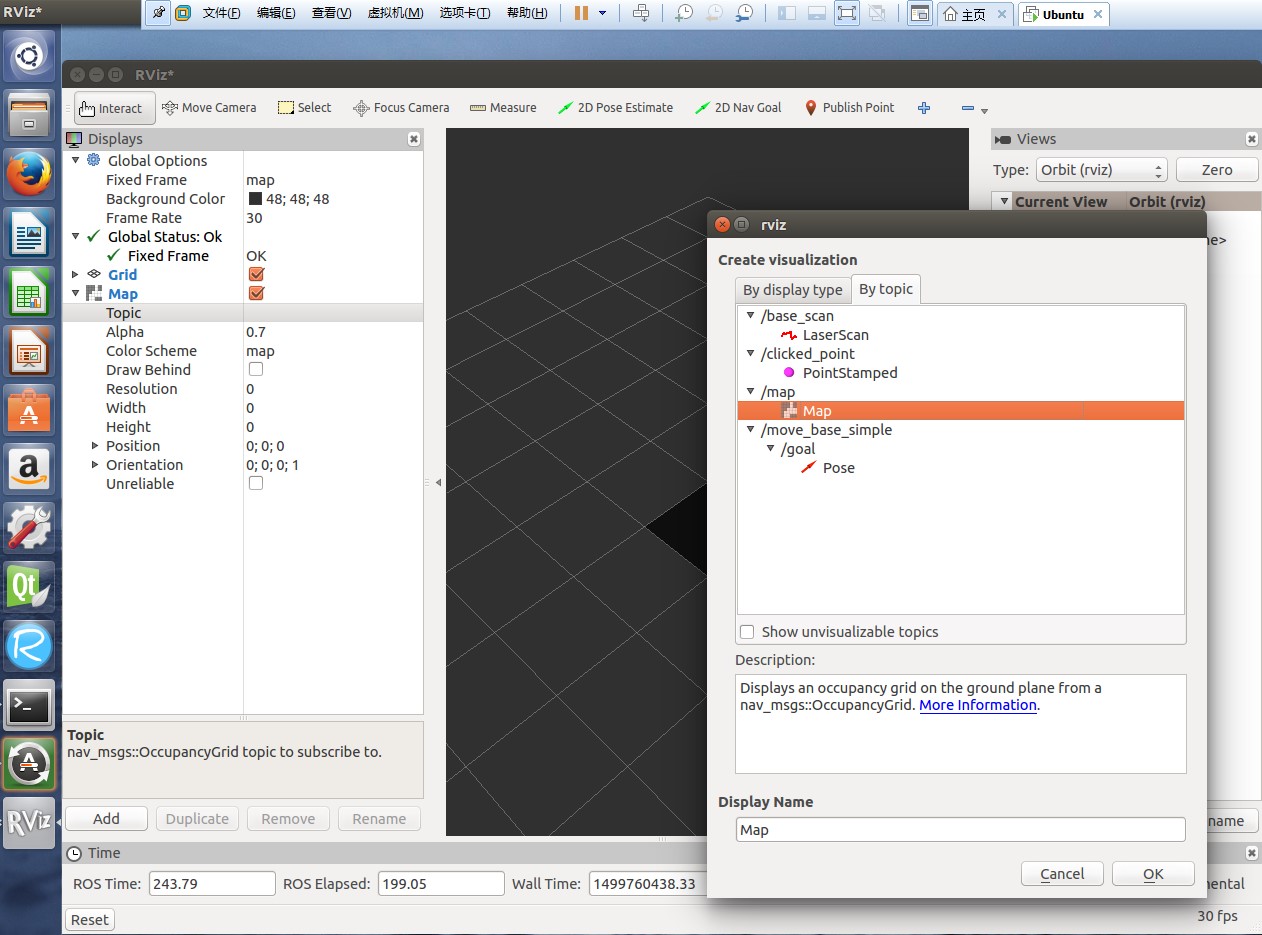 RViz*
文件(F) 编辑(E) 查看(V) 虚拟机(M) 选项卡(T) 帮助(H) 主页 Ubuntu
RViz*
Interact Move Camera Select Focus Camera Measure 2D Pose Estimate 2D Nav Goal Publish Point
Displays
Global Options
Fixed Frame map
Background Color 48; 48; 48
Frame Rate 30
Global Status: Ok
Fixed Frame OK
Grid
Map
Topic
Alpha 0.7
Color Scheme map
Draw Behind
Resolution 0
Width 0
Height 0
Position 0; 0; 0
Orientation 0; 0; 0; 1
Unreliable
Topic
nav_msgs::OccupancyGrid topic to subscribe to.
Add Duplicate Remove Rename
Views
Type: Orbit (rviz) Zero
Current View Orbit (rviz)
ne>
rviz
Create visualization
By display type By topic
/base_scan
LaserScan
/clicked_point
PointStamped
/map
Map
/move_base_simple
/goal
Pose
Show unvisualizable topics
Description:
Displays an occupancy grid on the ground plane from a
nav_msgs::OccupancyGrid. More Information.
Display Name
Map
Cancel OK
name
Time
ROS Time: 243.79 ROS Elapsed: 199.05 Wall Time: 1499760438.33
nental
Reset
30 fps
a
Qt
R
RViz